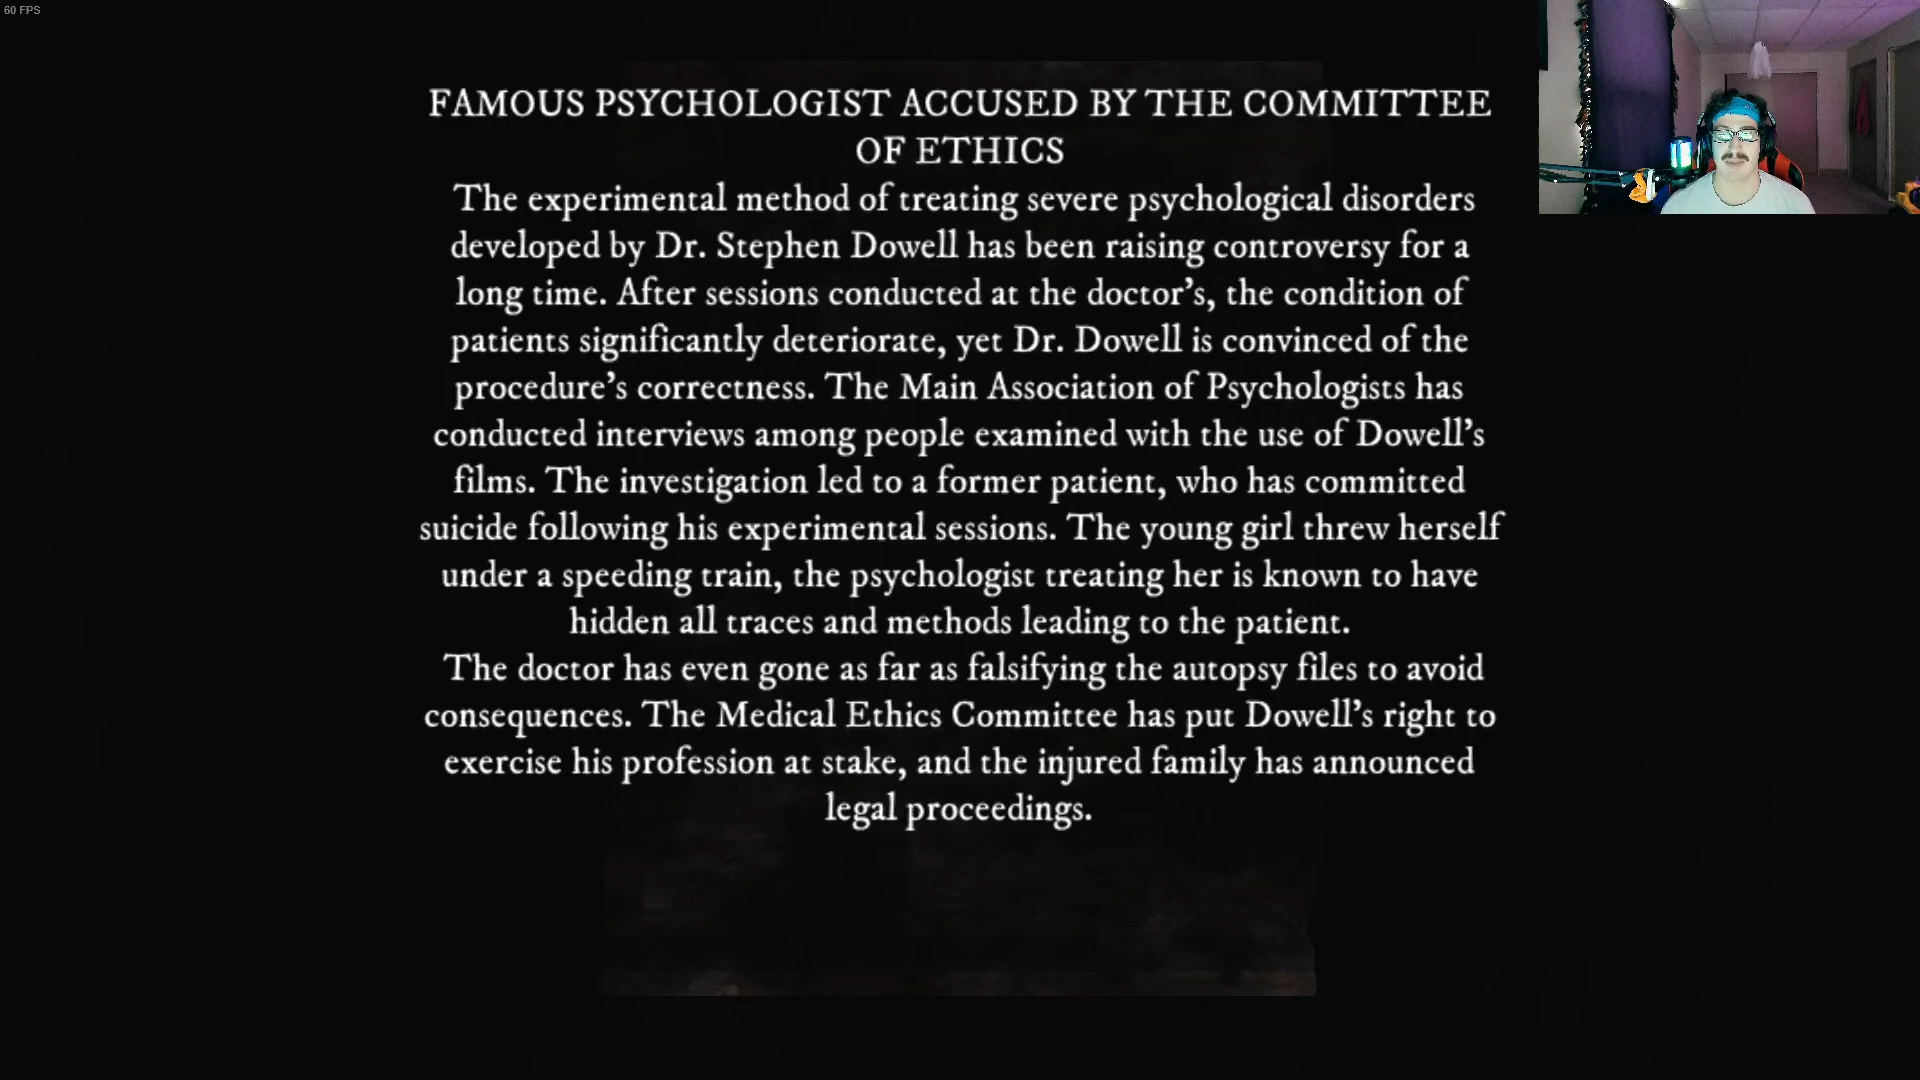 60 FPS
FAMOUS PSYCHOLOGIST ACCUSED BY THE COMMITTEE
OF ETHICS
The experimental method of treating severe psychological disorders
developed by Dr. Stephen Dowell has been raising controversy for a
long time. After sessions conducted at the doctor's, the condition of
patients significantly deteriorate, yet Dr. Dowell is convinced of the
procedure's correctness. The Main Association of Psychologists has
conducted interviews among people examined with the use of Dowell's
films. The investigation led to a former patient, who has committed
suicide following his experimental sessions. The young girl threw herself
under a speeding train, the psychologist treating her is known to have
hidden all traces and methods leading to the patient.
The doctor has even gone as far as falsifying the autopsy files to avoid
consequences. The Medical Ethics Committee has put Dowell's right to
exercise his profession at stake, and the injured family has announced
legal proceedings.